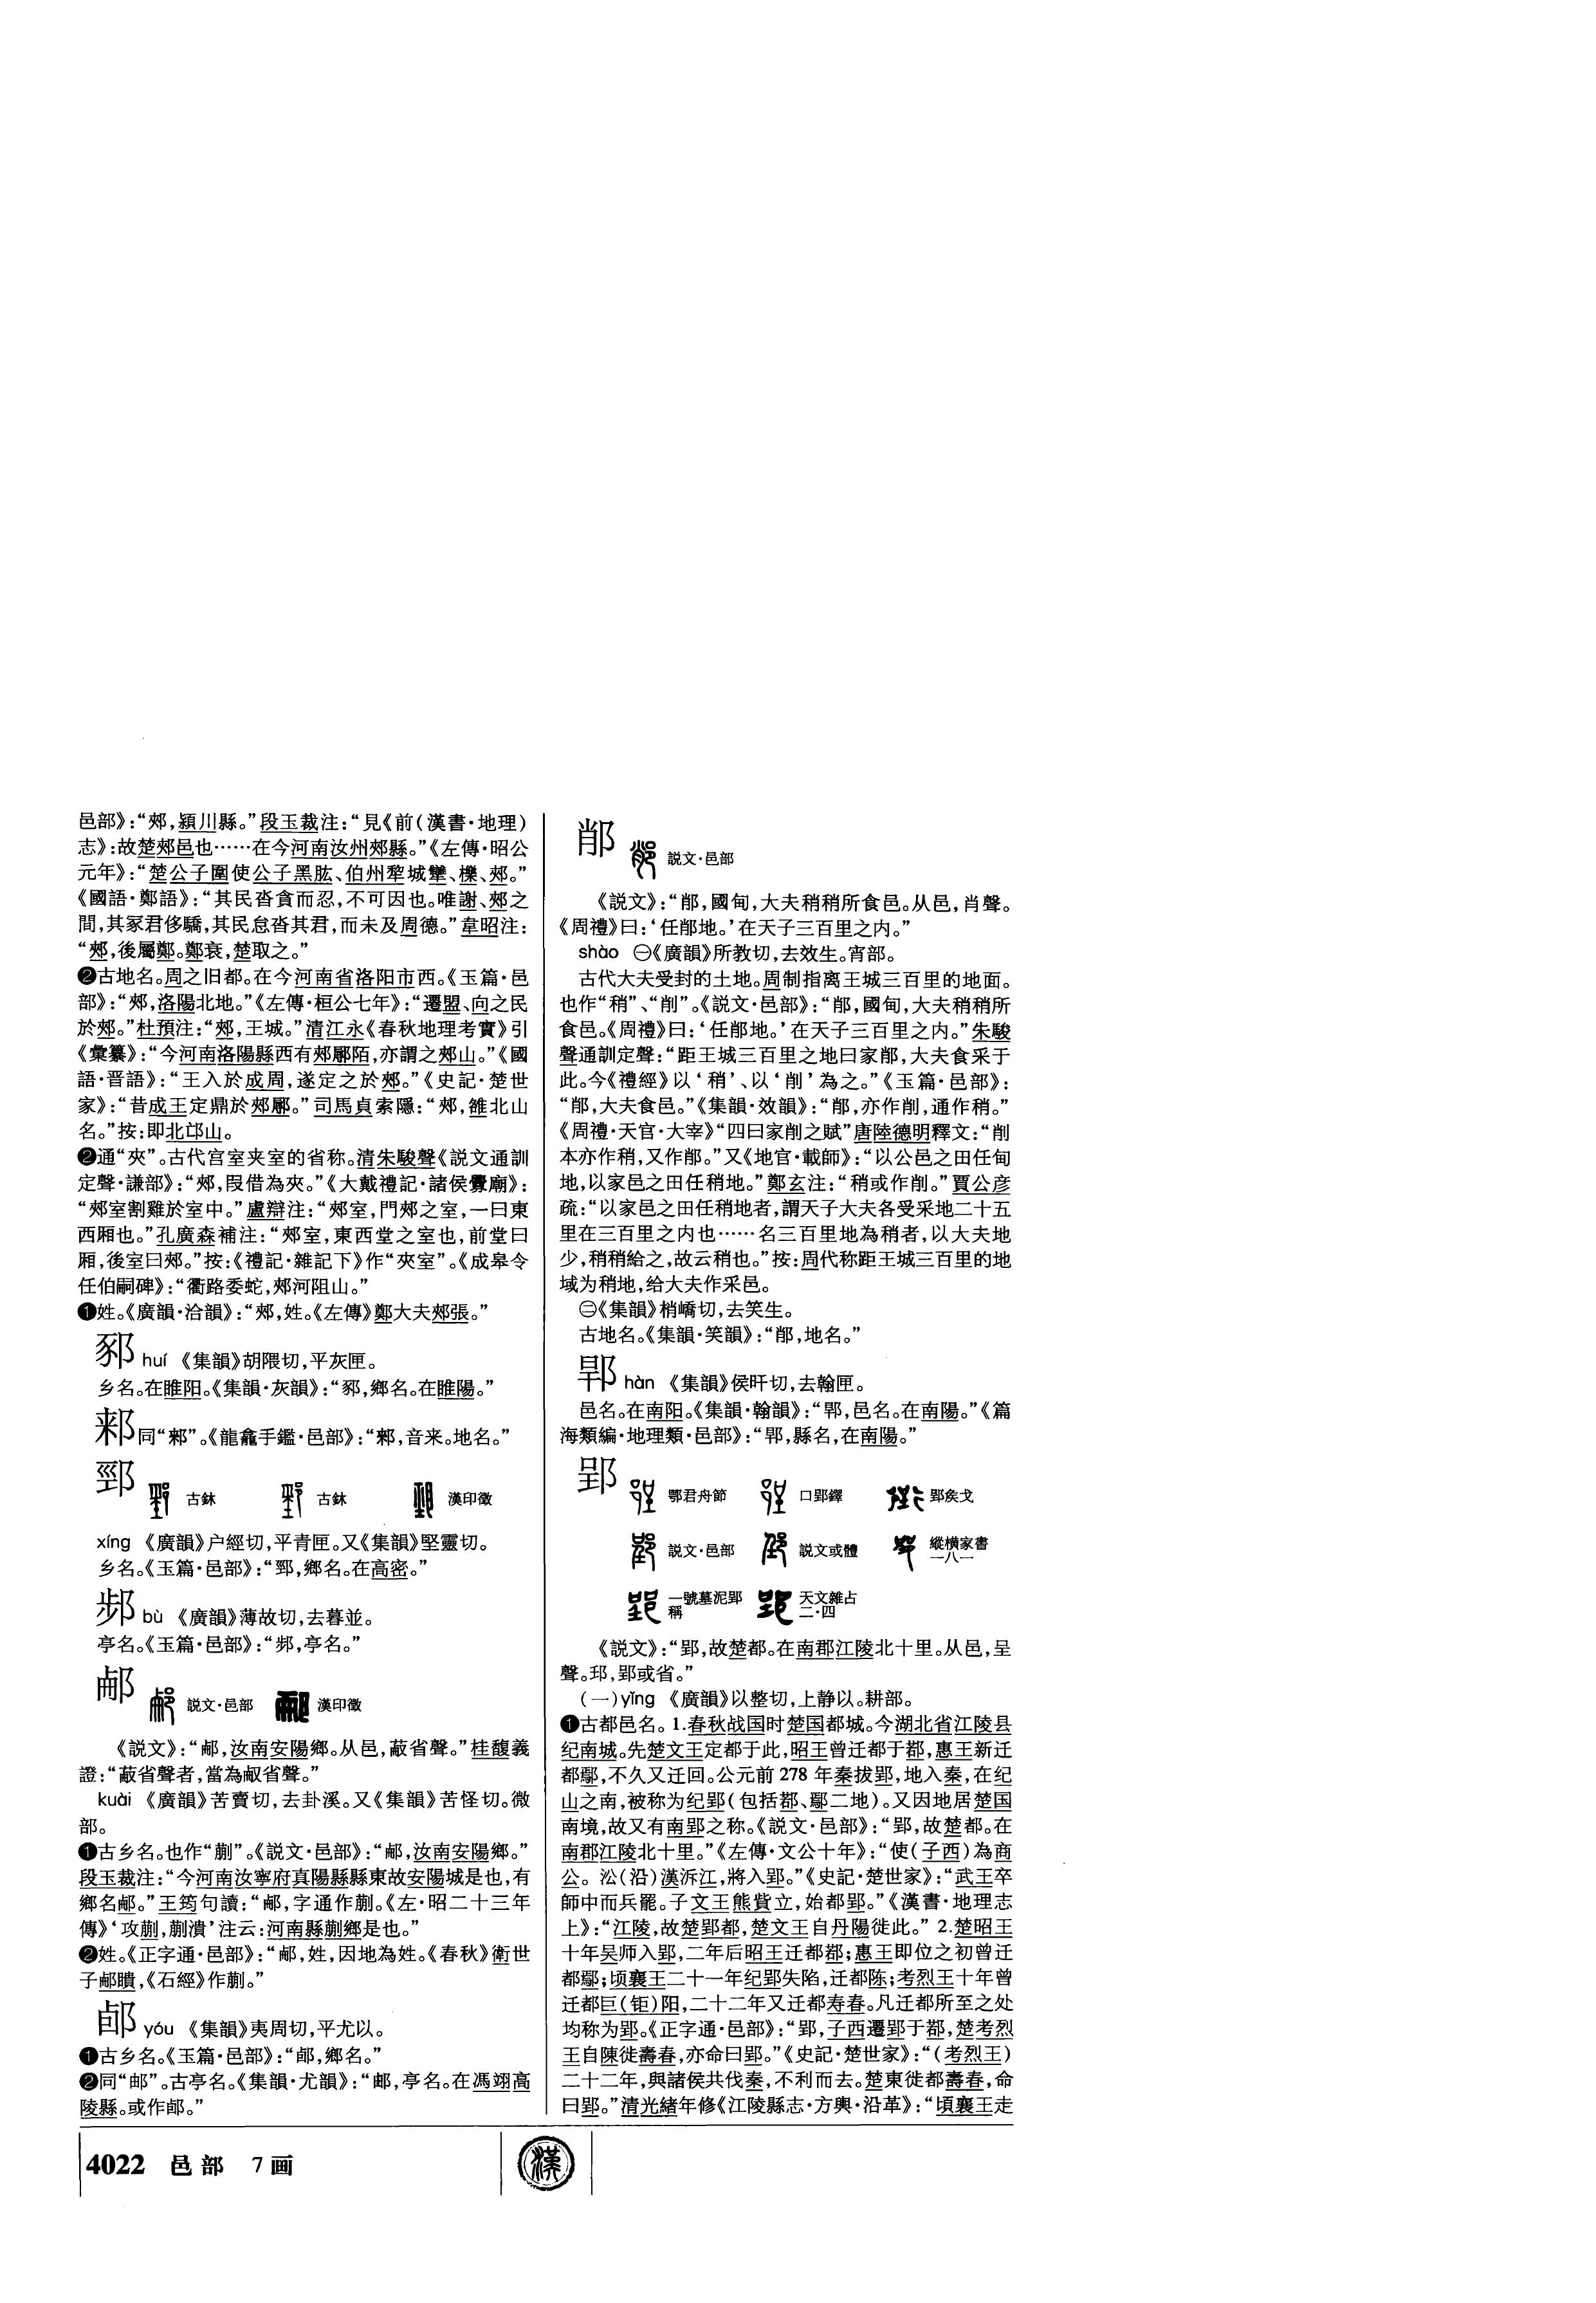 邑部》：“郟，潁川縣。”段玉裁注：“見《前（漢書·地理）
志》：故楚郟邑也……在今河南汝州郟縣。”《左傳·昭公
元年》：“楚公子圍使公子黑肱、伯州犂城犫、櫟、郟。”
《國語·鄭語》：“其民沓貪而忍，不可因也。唯謝、郟之
間，其冢君侈驕，其民怠沓其君，而未及周德。”韋昭注：
“郟，後屬鄭。鄭衰，楚取之。”
❷古地名。周之旧都。在今河南省洛阳市西。《玉篇·邑
部》：“郟，洛陽北地。”《左傳·桓公七年》：“遷盟、向之民
於郟。”杜預注：“郟，王城。”清江永《春秋地理考實》引
《彙纂》：“今河南洛陽縣西有郟鄏陌，亦謂之郟山。”《國
語·晋語》：“王入於成周，遂定之於郟。”《史記·楚世
家》：“昔成王定鼎於郟鄏。”司馬貞索隱：“郟，雒北山
名。”按：即北邙山。
❷通“夾”。古代宫室夹室的省称。清朱駿聲《説文通訓
定聲·謙部》：“郟，叚借為夾。”《大戴禮記·諸侯釁廟》：
“郟室割雞於室中。”盧辯注：“郟室，門郟之室，一曰東
西厢也。”孔廣森補注：“郟室，東西堂之室也，前堂曰
厢，後室曰郟。”按：《禮記·雜記下》作“夾室”。《成皋令
任伯嗣碑》：“衢路委蛇，郟河阻山。”
❶姓。《廣韻·洽韻》：“郟，姓。《左傳》鄭大夫郟張。”
huí 《集韻》胡隈切，平灰匣。
乡名。在睢阳。《集韻·灰韻》：“，鄉名。在睢陽。”
同“郲”。《龍龕手鑑·邑部》：“，音来。地名。”
郠 古鉥 古鉥 漢印徵
xíng 《廣韻》户經切，平青匣。又《集韻》堅靈切。
乡名。《玉篇·邑部》：“，鄉名。在高密。”
bù 《廣韻》薄故切，去暮並。
亭名。《玉篇·邑部》：“，亭名。”
説文·邑部 漢印徵
《説文》：“，汝南安陽鄉。从邑，蔽省聲。”桂馥義
證：“蔽省聲者，當為㕟省聲。”
kuài 《廣韻》苦賣切，去卦溪。又《集韻》苦怪切。微
部。
❶古乡名。也作“蒯”。《説文·邑部》：“，汝南安陽鄉。”
段玉裁注：“今河南汝寧府真陽縣縣東故安陽城是也，有
鄉名。”王筠句讀：“，字通作蒯。《左·昭二十三年
傳》‘攻蒯，蒯潰’注云：河南縣蒯鄉是也。”
❷姓。《正字通·邑部》：“，姓，因地為姓。《春秋》衛世
子聵，《石經》作蒯。”
yóu 《集韻》夷周切，平尤以。
❶古乡名。《玉篇·邑部》：“，鄉名。”
❷同“邮”。古亭名。《集韻·尤韻》：“邮，亭名。在馮翊高
陵縣。或作。”
郙 説文·邑部
《説文》：“䣡，國甸，大夫稍稍所食邑。从邑，肖聲。
《周禮》曰：‘任䣡地。’在天子三百里之内。”
shào ㊀《廣韻》所教切，去效生。宵部。
古代大夫受封的土地。周制指离王城三百里的地面。
也作“稍”、“削”。《説文·邑部》：“䣡，國甸，大夫稍稍所
食邑。《周禮》曰：‘任䣡地。’在天子三百里之内。”朱駿
聲通訓定聲：“距王城三百里之地曰家䣡，大夫食采于
此。今《禮經》以‘稍’、以‘削’為之。”《玉篇·邑部》：
“䣡，大夫食邑。”《集韻·效韻》：“䣡，亦作削，通作稍。”
《周禮·天官·大宰》“四曰家削之賦”唐陸德明釋文：“削
本亦作稍，又作䣡。”又《地官·載師》：“以公邑之田任甸
地，以家邑之田任稍地。”鄭玄注：“稍或作削。”賈公彦
疏：“以家邑之田任稍地者，謂天子大夫各受采地二十五
里在三百里之内也……名三百里地為稍者，以大夫地
少，稍稍給之，故云稍也。”按：周代称距王城三百里的地
域为稍地，给大夫作采邑。
㊁《集韻》梢嶠切，去笑生。
古地名。《集韻·笑韻》：“䣡，地名。”
hàn 《集韻》侯旰切，去翰匣。
邑名。在南阳。《集韻·翰韻》：“，邑名。在南陽。”《篇
海類編·地理類·邑部》：“，縣名，在南陽。”
郢 鄂君舟節 口郢鐸 郢矦戈
説文·邑部 説文或體 縱横家書一八一
一號墓泥郢稱 天文雜占二·四
《説文》：“郢，故楚都。在南郡江陵北十里。从邑，呈
聲。𨛡，郢或省。”
（一）yǐng 《廣韻》以整切，上静以。耕部。
❶古都邑名。1.春秋战国时楚国都城。今湖北省江陵县
纪南城。先楚文王定都于此，昭王曾迁都于鄀，惠王新迁
都鄢，不久又迁回。公元前278年秦拔郢，地入秦，在纪
山之南，被称为纪郢（包括鄀、鄢二地）。又因地居楚国
南境，故又有南郢之称。《説文·邑部》：“郢，故楚都。在
南郡江陵北十里。”《左傳·文公十年》：“使（子西）為商
公。㳂（沿）漢泝江，將入郢。”《史記·楚世家》：“武王卒
師中而兵罷。子文王熊貲立，始都郢。”《漢書·地理志
上》：“江陵，故楚郢都，楚文王自丹陽徙此。” 2.楚昭王
十年吴师入郢，二年后昭王迁都鄀；惠王即位之初曾迁
都鄢；顷襄王二十一年纪郢失陷，迁都陈；考烈王十年曾
迁都巨（钜）阳，二十二年又迁都寿春。凡迁都所至之处
均称为郢。《正字通·邑部》：“郢，子西遷郢于鄀，楚考烈
王自陳徙壽春，亦命曰郢。”《史記·楚世家》：“（考烈王）
二十二年，與諸侯共伐秦，不利而去。楚東徙都壽春，命
曰郢。”清光緒年修《江陵縣志·方輿·沿革》：“頃襄王走
4022 邑部 7画
漢